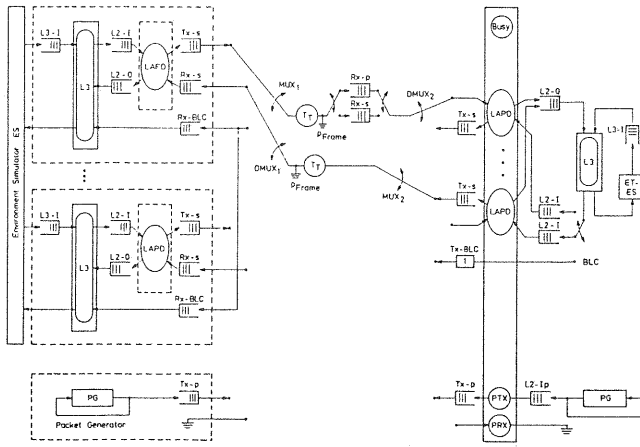 Environment Simulator ES
L3-I
L3
L2-I
L2-O
LAPD
Tx-s
Rx-s
Rx-BLC
L3-I
L3
L2-I
L2-O
LAPD
Tx-s
Rx-s
Rx-BLC
PG
Packet Generator
Tx-p
MUX1
TT
PFrame
Rx-p
Rx-s
DMUX2
DMUX1
PFrame
TT
MUX2
Busy
LAPD
Tx-s
L2-O
L3-I
L3
ET-
ES
Tx-s
LAPD
L2-I
L2-I
BLC
Tx-BLC
1
Tx-p
PTX
L2-Ip
PG
PRX